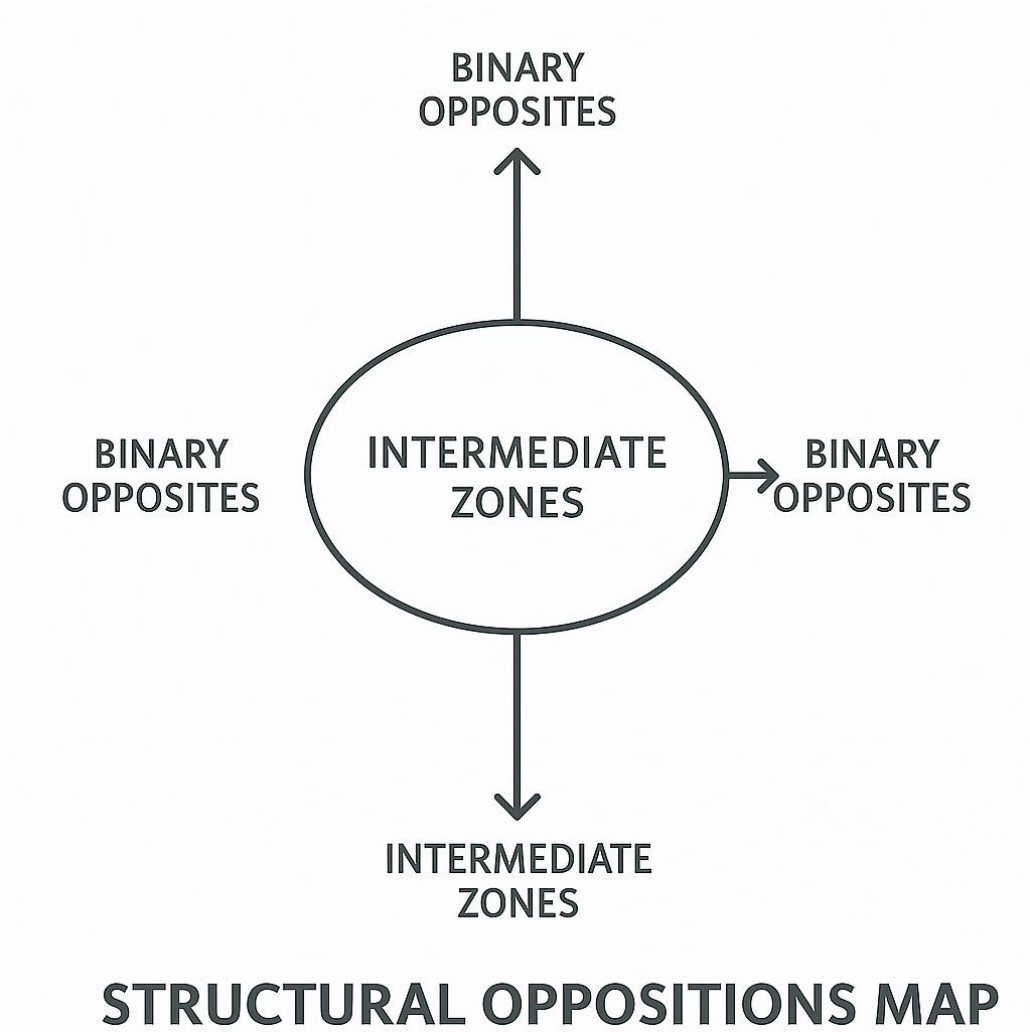 BINARY
OPPOSITES
BINARY
OPPOSITES
INTERMEDIATE
ZONES
BINARY
OPPOSITES
INTERMEDIATE
ZONES
STRUCTURAL OPPOSITIONS MAP